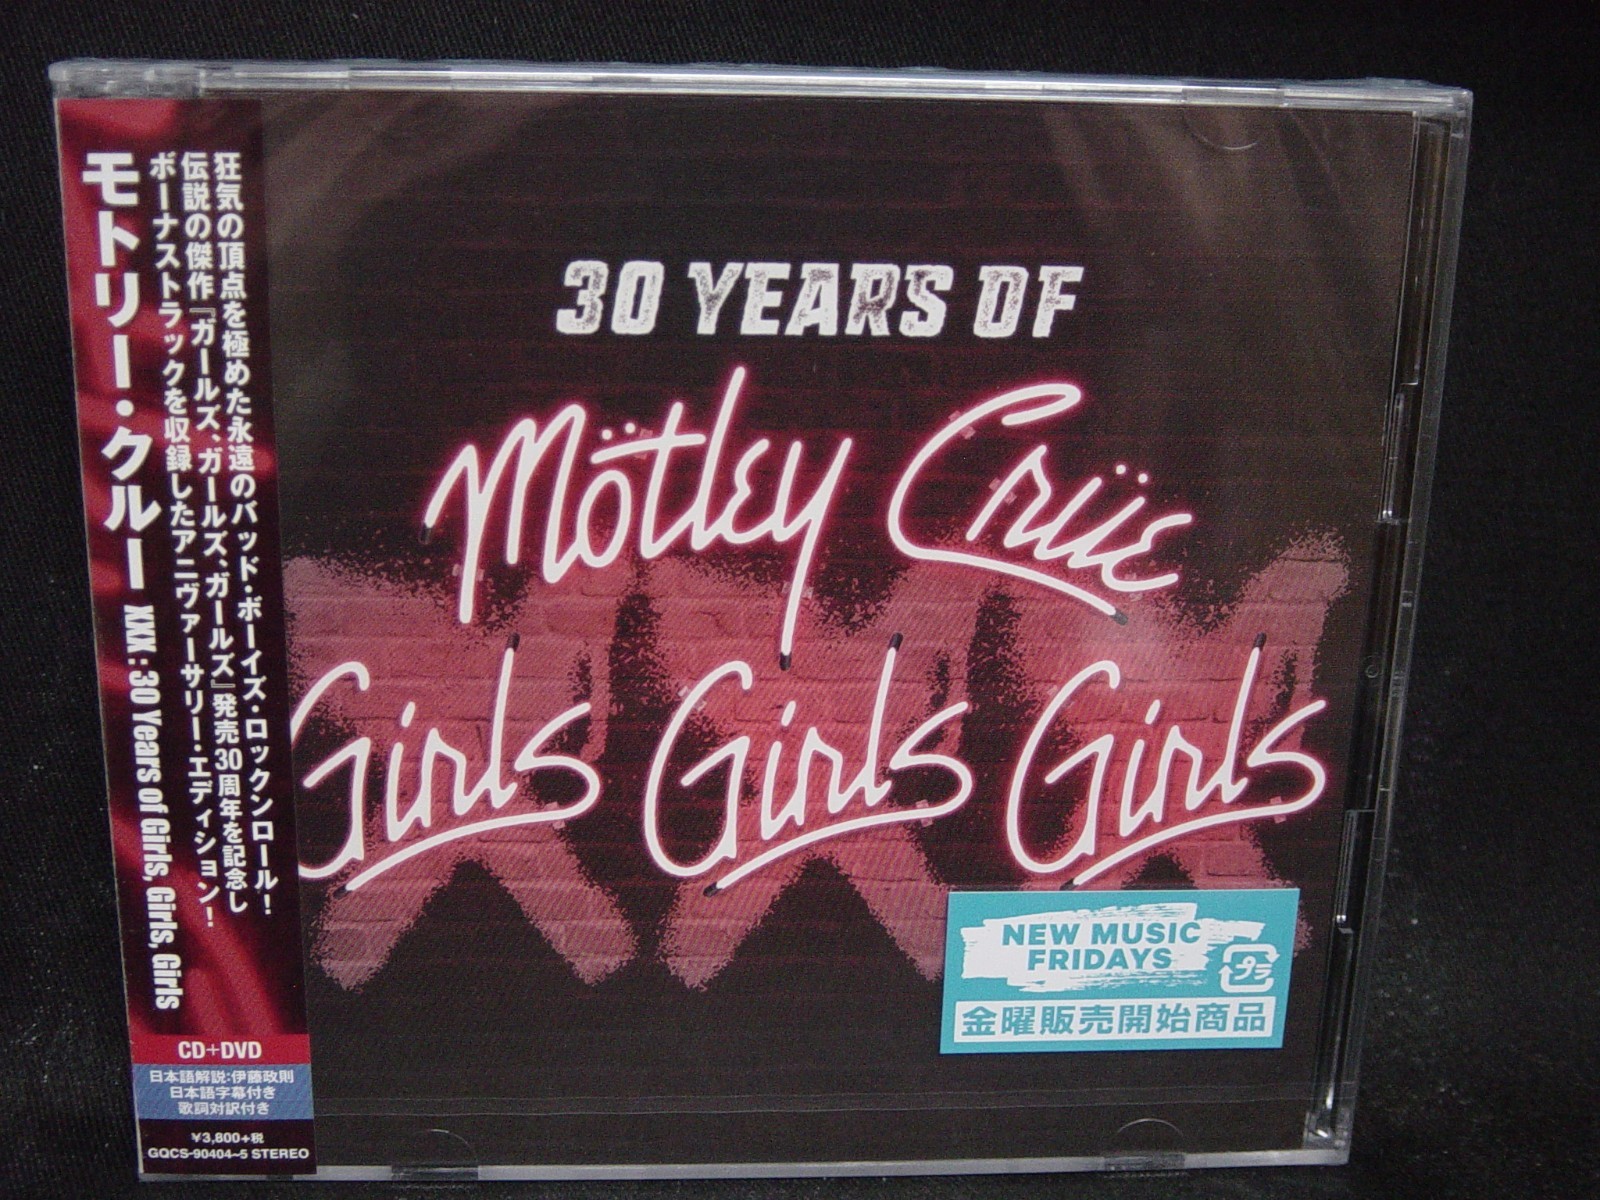 狂気の頂点を極めた永遠のバッド・ボーイズ・ロックンロール！
伝説の傑作『ガールズ、ガールズ、ガールズ』発売30周年を記念し
ボーナストラックを収録したアニヴァーサリー・エディション！
モトリー・クルー XXX：30 Years of Girls, Girls, Girls
CD+DVD
日本語解説:伊藤政則
日本語字幕付き
歌詞対訳付き
¥3,800+税
GQCS-90404~5 STEREO
30 YEARS OF
Mötley Crüe
Girls Girls Girls
XXX
NEW MUSIC
FRIDAYS
プラ
金曜販売開始商品